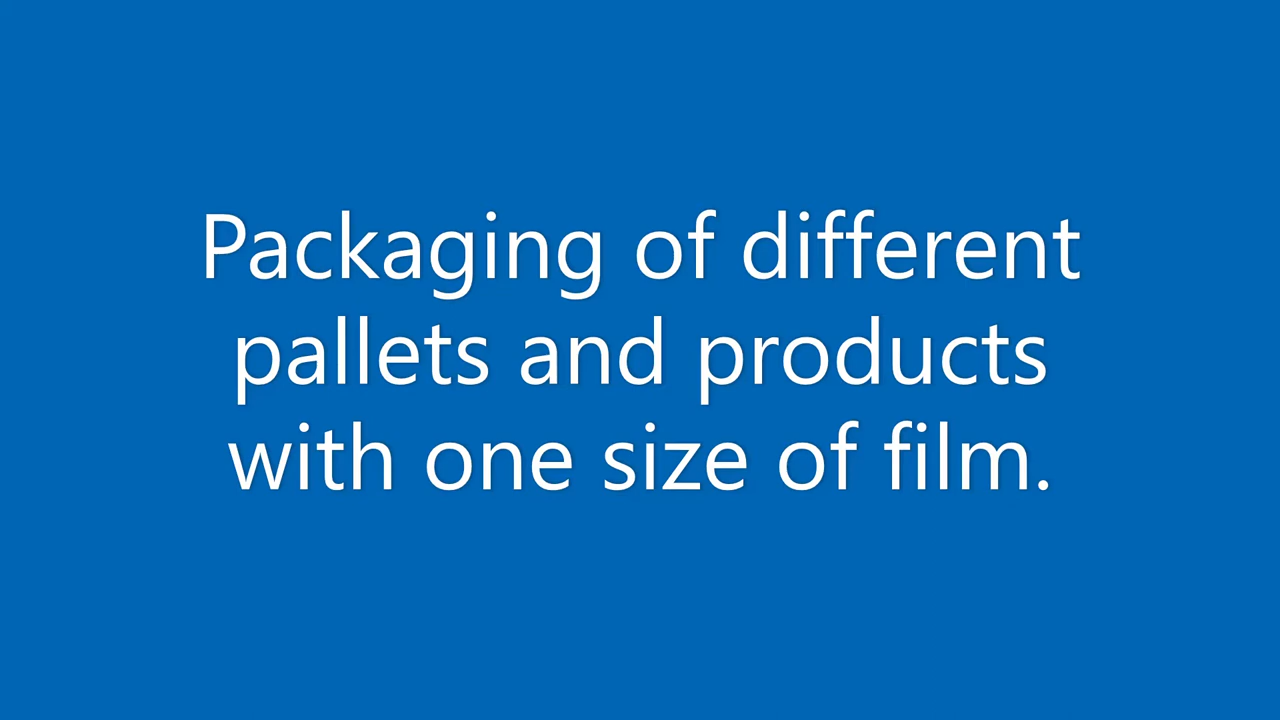 Packaging of different
pallets and products
with one size of film.